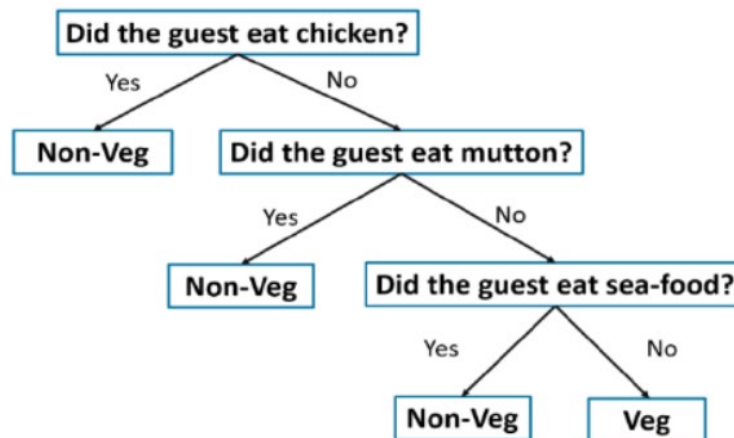 Did the guest eat chicken?
Yes
No
Non-Veg
Did the guest eat mutton?
Yes
No
Non-Veg
Did the guest eat sea-food?
Yes
No
Non-Veg
Veg